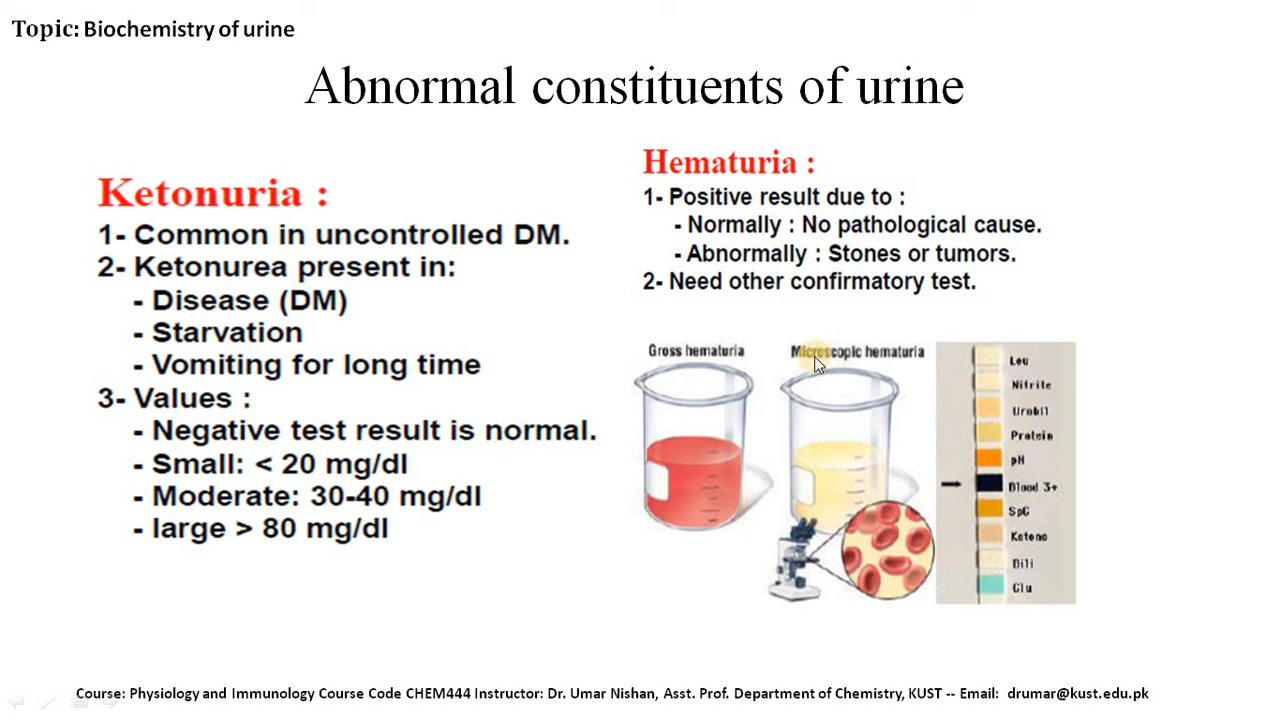 Topic: Biochemistry of urine
Abnormal constituents of urine
Ketonuria :
1- Common in uncontrolled DM.
2- Ketonurea present in:
- Disease (DM)
- Starvation
- Vomiting for long time
3- Values :
- Negative test result is normal.
- Small: < 20 mg/dl
- Moderate: 30-40 mg/dl
- large > 80 mg/dl
Hematuria :
1- Positive result due to :
- Normally : No pathological cause.
- Abnormally : Stones or tumors.
2- Need other confirmatory test.
Gross hematuria
Microscopic hematuria
Leu
Nitrite
Urobil
Protein
pH
Blood 3+
SpG
Ketone
Bili
Glu
Course: Physiology and Immunology Course Code CHEM444 Instructor: Dr. Umar Nishan, Asst. Prof. Department of Chemistry, KUST -- Email: drumar@kust.edu.pk